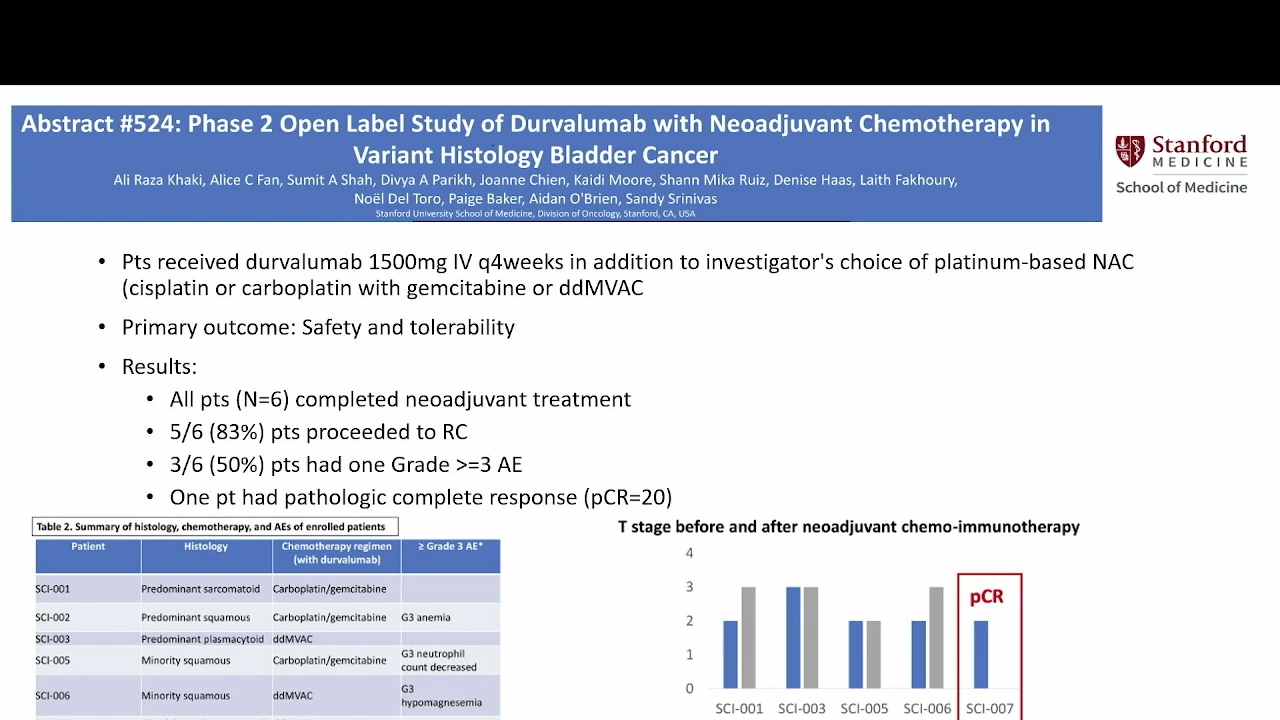 Abstract #524: Phase 2 Open Label Study of Durvalumab with Neoadjuvant Chemotherapy in
Variant Histology Bladder Cancer
Ali Raza Khaki, Alice C Fan, Sumit A Shah, Divya A Parikh, Joanne Chien, Kaidi Moore, Shann Mika Ruiz, Denise Haas, Laith Fakhoury,
Noël Del Toro, Paige Baker, Aidan O'Brien, Sandy Srinivas
Stanford University School of Medicine, Division of Oncology, Stanford, CA, USA
Stanford
MEDICINE
School of Medicine
• Pts received durvalumab 1500mg IV q4weeks in addition to investigator's choice of platinum-based NAC
(cisplatin or carboplatin with gemcitabine or ddMVAC
• Primary outcome: Safety and tolerability
• Results:
• All pts (N=6) completed neoadjuvant treatment
• 5/6 (83%) pts proceeded to RC
• 3/6 (50%) pts had one Grade >=3 AE
• One pt had pathologic complete response (pCR=20)
Table 2. Summary of histology, chemotherapy, and AEs of enrolled patients
Patient Histology Chemotherapy regimen (with durvalumab) ≥ Grade 3 AE*
SCI-001 Predominant sarcomatoid Carboplatin/gemcitabine
SCI-002 Predominant squamous Carboplatin/gemcitabine G3 anemia
SCI-003 Predominant plasmacytoid ddMVAC
SCI-005 Minority squamous Carboplatin/gemcitabine G3 neutrophil count decreased
SCI-006 Minority squamous ddMVAC G3 hypomagnesemia
T stage before and after neoadjuvant chemo-immunotherapy
4
3
2
1
0
pCR
SCI-001 SCI-003 SCI-005 SCI-006 SCI-007